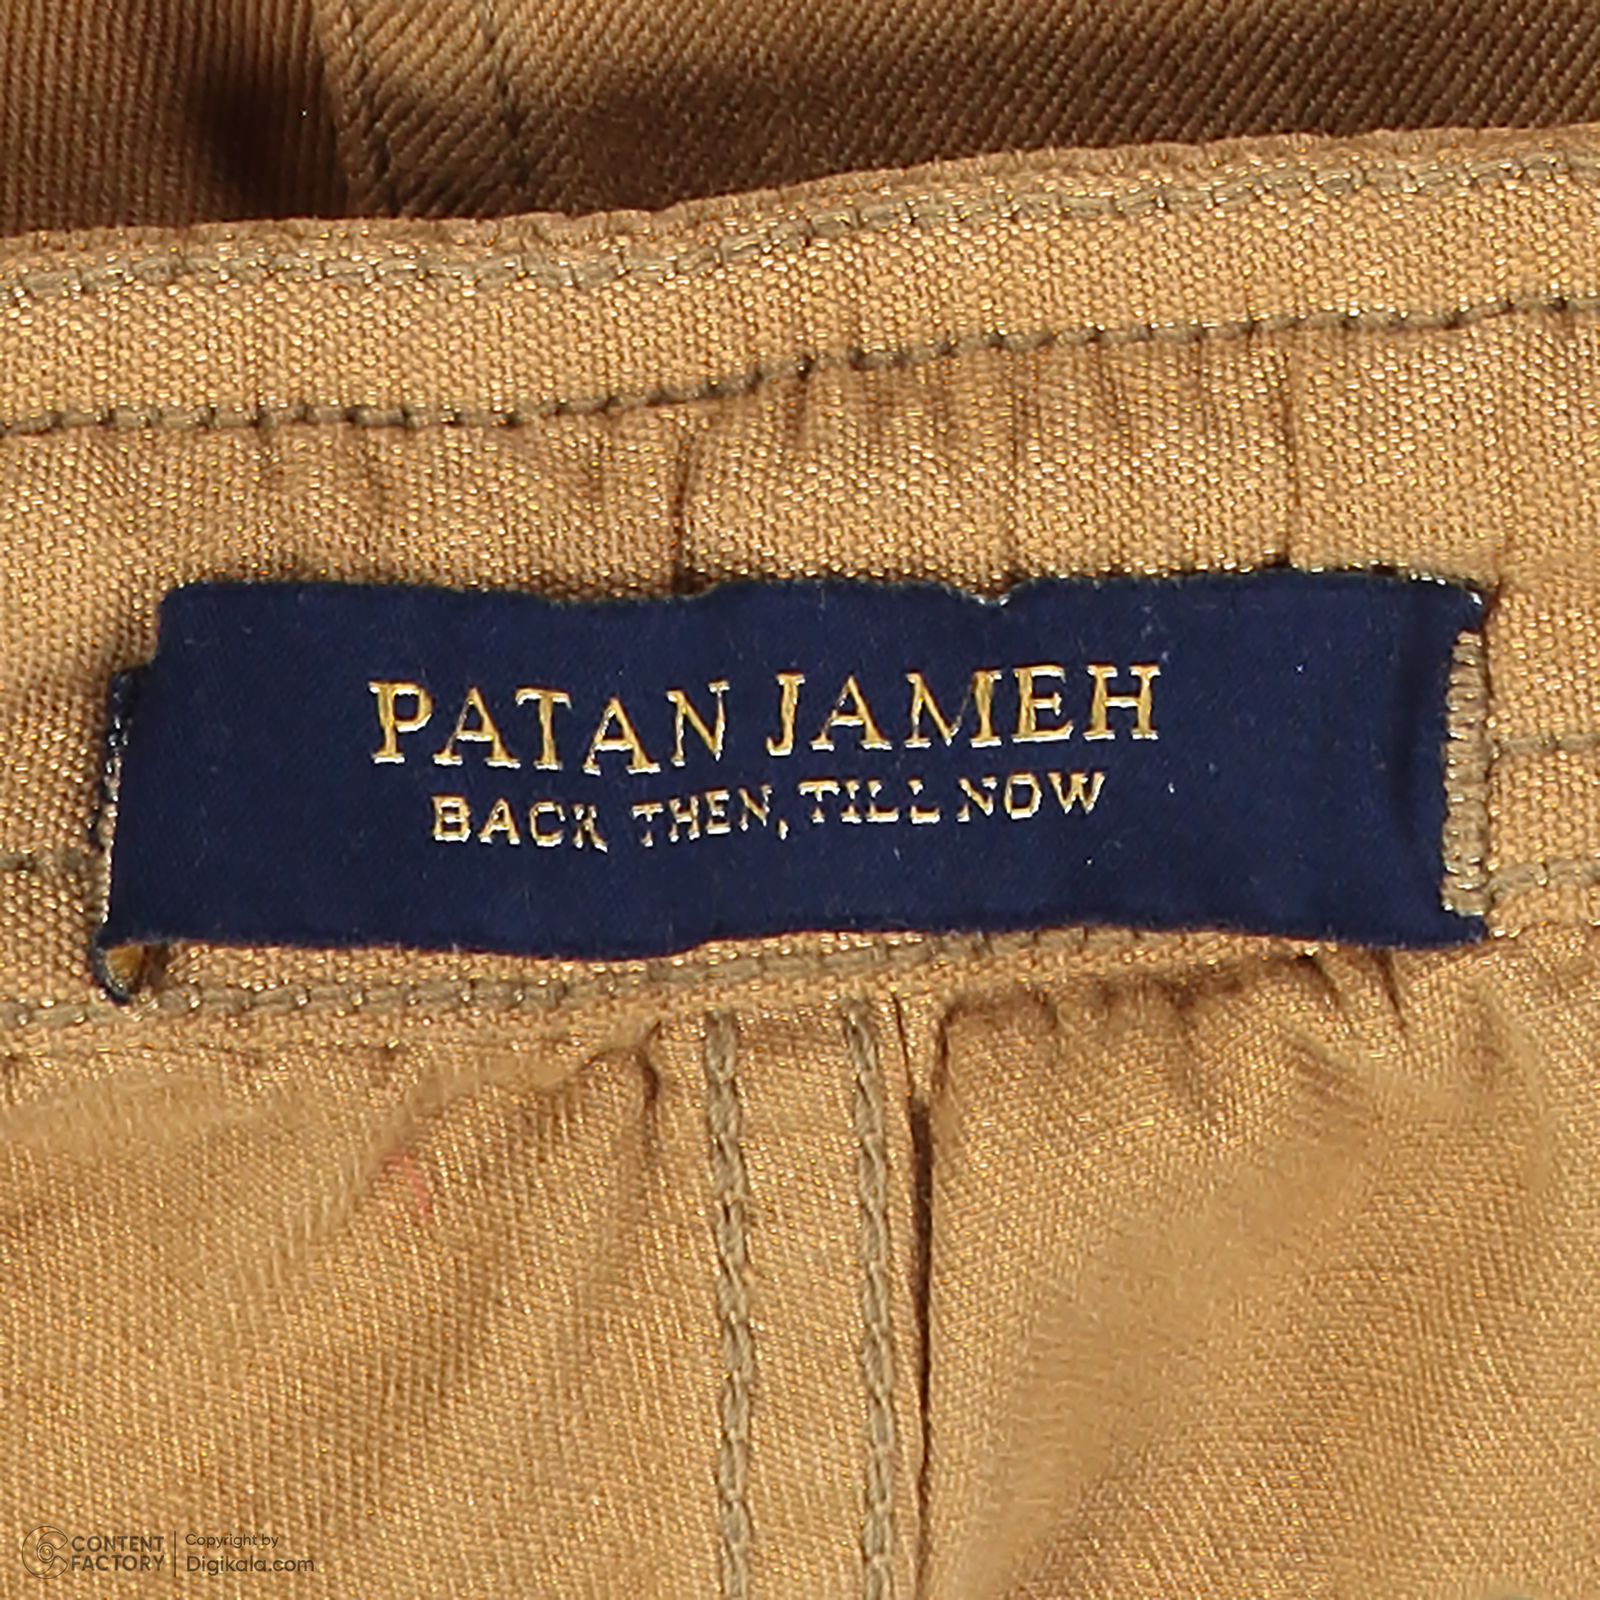 PATAN JAMEH
BACK THEN, TILL NOW
CONTENT FACTORY
Copyright by
Digikala.com